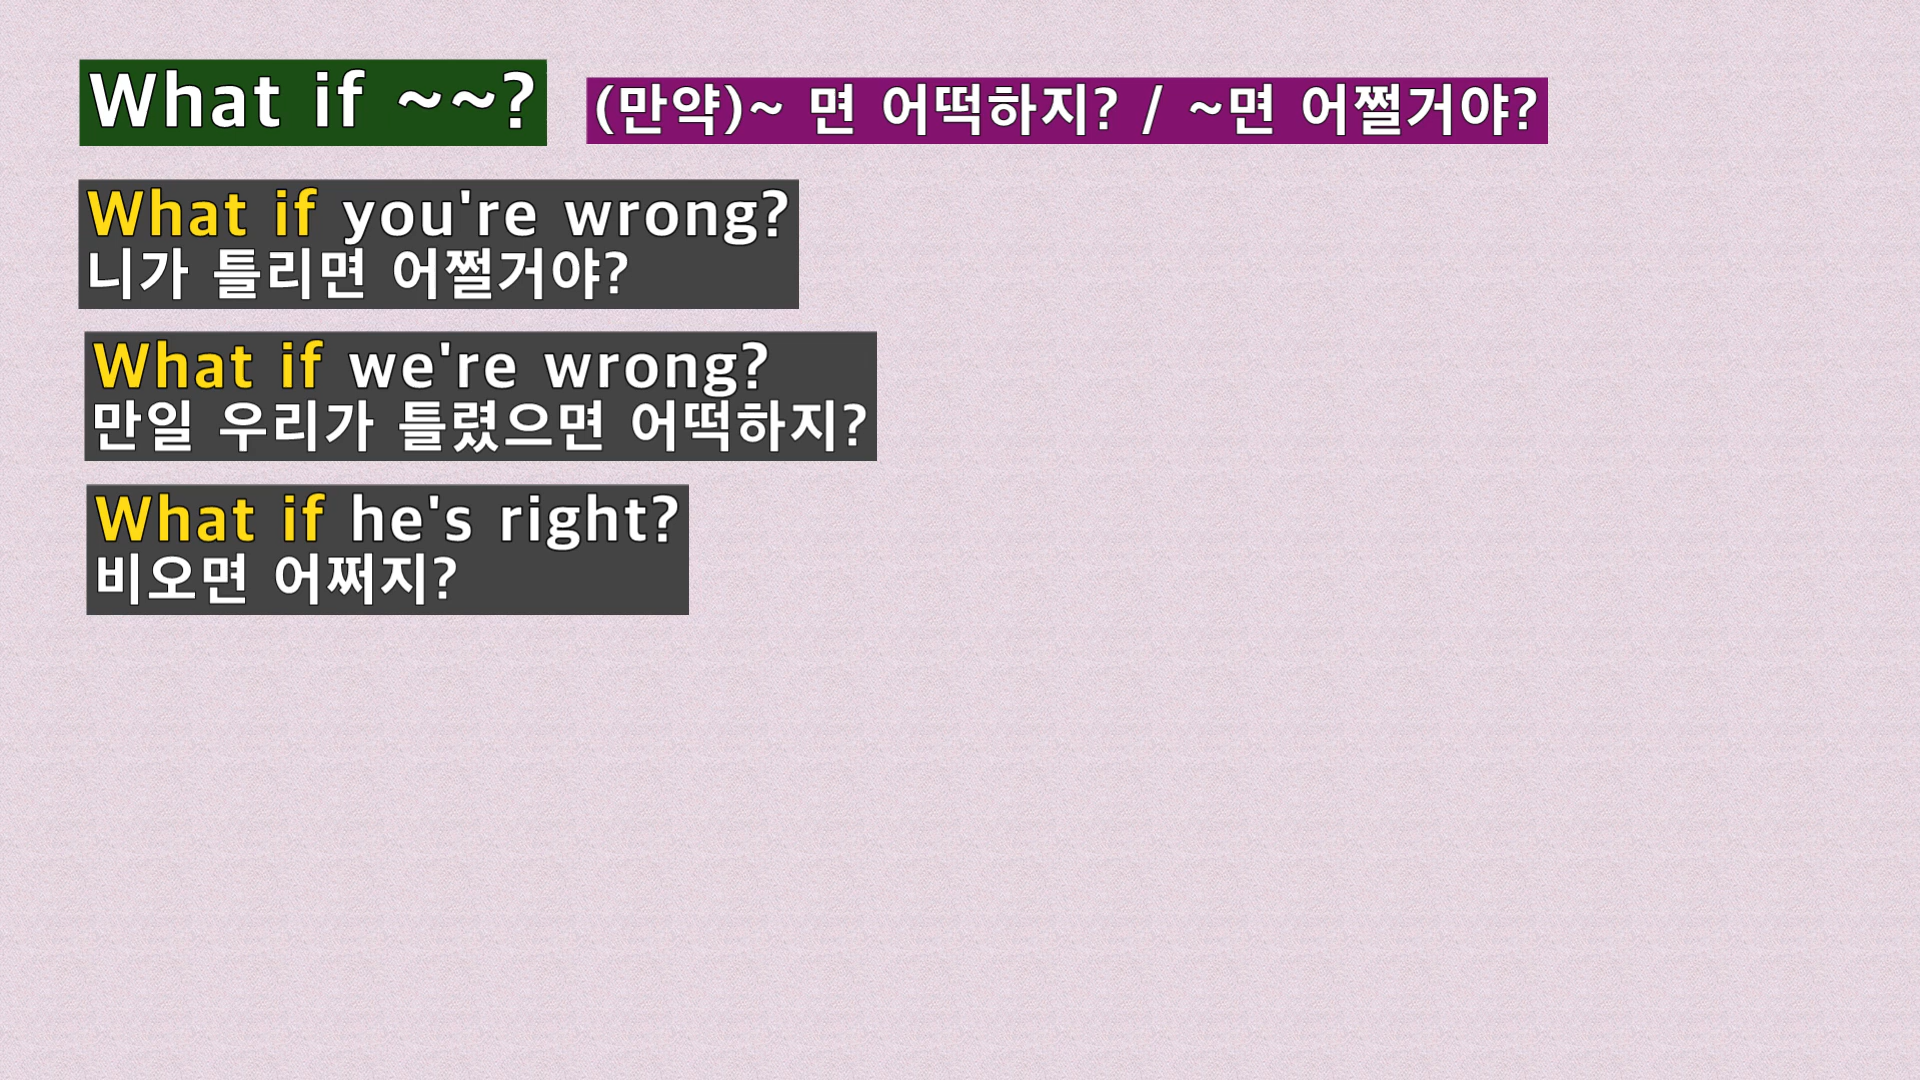 What if ~~?
(만약)~ 면 어떡하지? / ~면 어쩔거야?
What if you're wrong?
니가 틀리면 어쩔거야?
What if we're wrong?
만일 우리가 틀렸으면 어떡하지?
What if he's right?
비오면 어쩌지?